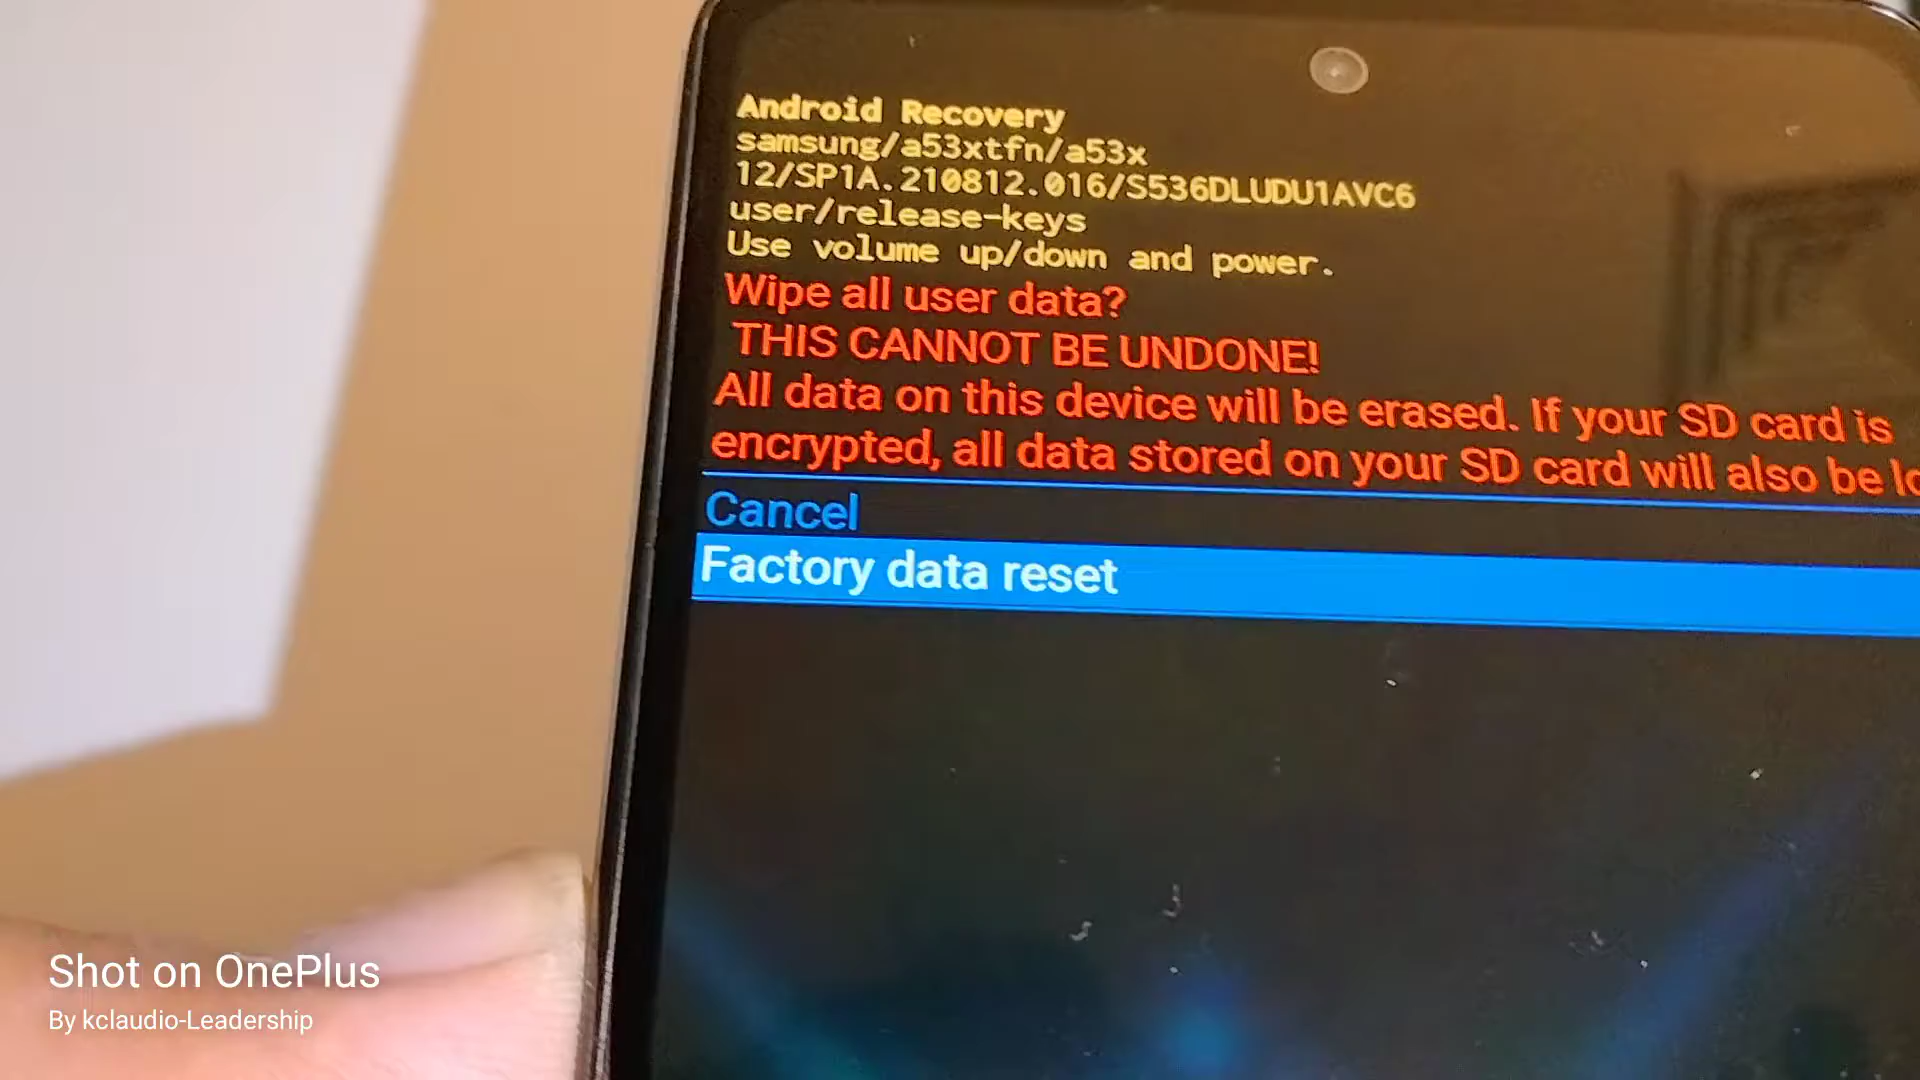 Android Recovery
samsung/a53xtfn/a53x
12/SP1A.210812.016/S536DLUDU1AVC6
user/release-keys
Use volume up/down and power.
Wipe all user data?
THIS CANNOT BE UNDONE!
All data on this device will be erased. If your SD card is
encrypted, all data stored on your SD card will also be
Cancel
Factory data reset
Shot on OnePlus
By kclaudio-Leadership